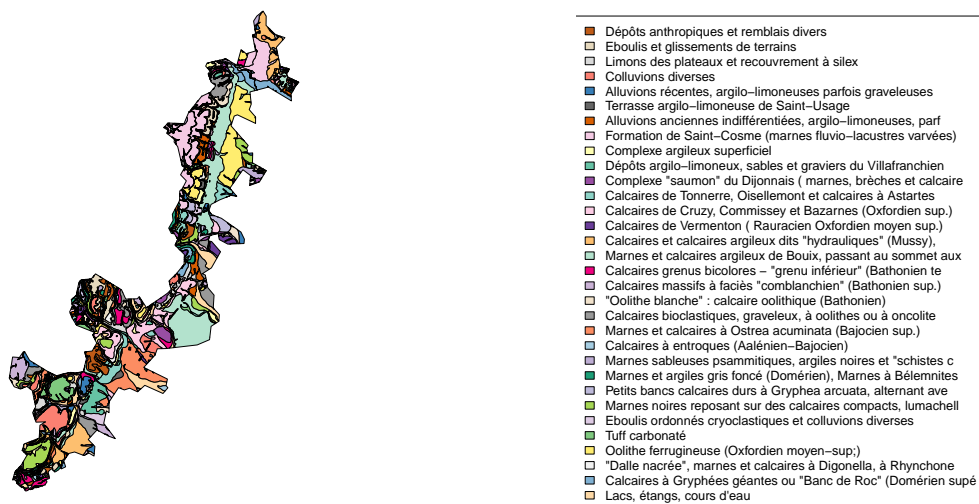 Dépôts anthropiques et remblais divers
Eboulis et glissements de terrains
Limons des plateaux et recouvrement à silex
Colluvions diverses
Alluvions récentes, argilo−limoneuses parfois graveleuses
Terrasse argilo−limoneuse de Saint−Usage
Alluvions anciennes indifférentiées, argilo−limoneuses, parf
Formation de Saint−Cosme (marnes fluvio−lacustres varvées)
Complexe argileux superficiel
Dépôts argilo−limoneux, sables et graviers du Villafranchien
Complexe "saumon" du Dijonnais ( marnes, brèches et calcaire
Calcaires de Tonnerre, Oisellemont et calcaires à Astartes
Calcaires de Cruzy, Commissey et Bazarnes (Oxfordien sup.)
Calcaires de Vermenton ( Rauracien Oxfordien moyen sup.)
Calcaires et calcaires argileux dits "hydrauliques" (Mussy),
Marnes et calcaires argileux de Bouix, passant au sommet aux
Calcaires grenus bicolores − "grenu inférieur" (Bathonien te
Calcaires massifs à faciès "comblanchien" (Bathonien sup.)
"Oolithe blanche" : calcaire oolithique (Bathonien)
Calcaires bioclastiques, graveleux, à oolithes ou à oncolite
Marnes et calcaires à Ostrea acuminata (Bajocien sup.)
Calcaires à entroques (Aalénien−Bajocien)
Marnes sableuses psammitiques, argiles noires et "schistes c
Marnes et argiles gris foncé (Domérien), Marnes à Bélemnites
Petits bancs calcaires durs à Gryphea arcuata, alternant ave
Marnes noires reposant sur des calcaires compacts, lumachell
Eboulis ordonnés cryoclastiques et colluvions diverses
Tuff carbonaté
Oolithe ferrugineuse (Oxfordien moyen−sup;)
"Dalle nacrée", marnes et calcaires à Digonella, à Rhynchone
Calcaires à Gryphées géantes ou "Banc de Roc" (Domérien supé
Lacs, étangs, cours d'eau